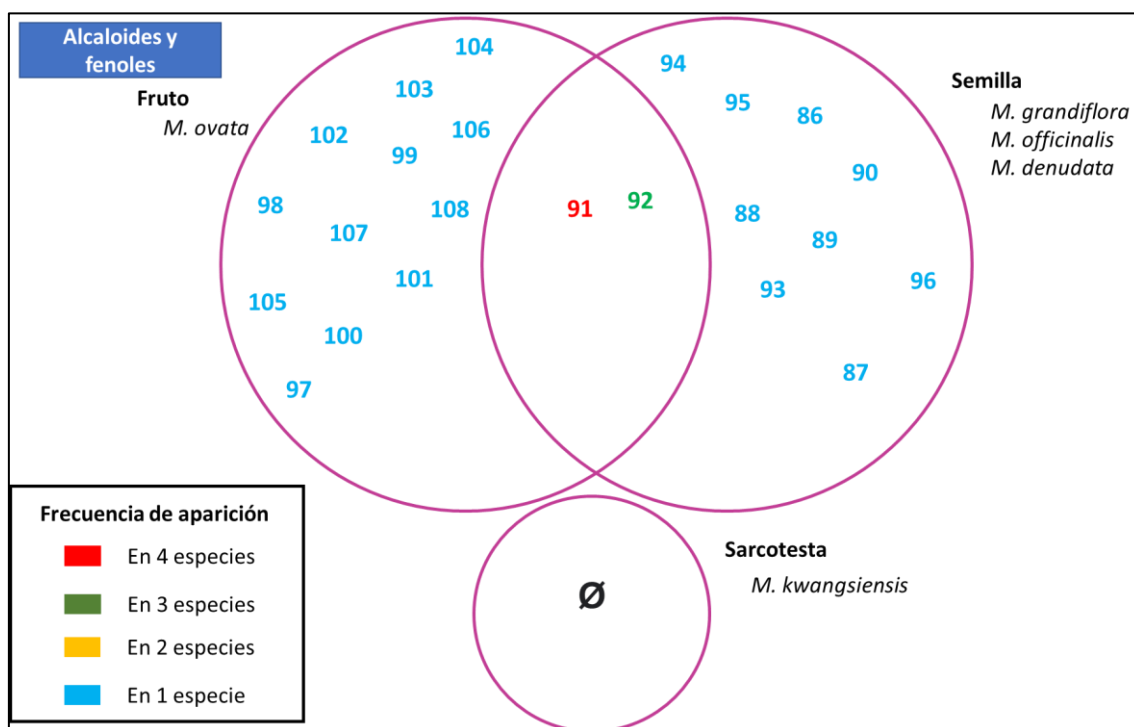 Alcaloides y
fenoles
Fruto
M. ovata
104
103
102
106
99
98
108
107
101
105
100
97
91
92
94
95
86
90
88
89
93
96
87
Semilla
M. grandiflora
M. officinalis
M. denudata
Frecuencia de aparición
En 4 especies
En 3 especies
En 2 especies
En 1 especie
Ø
Sarcotesta
M. kwangsiensis